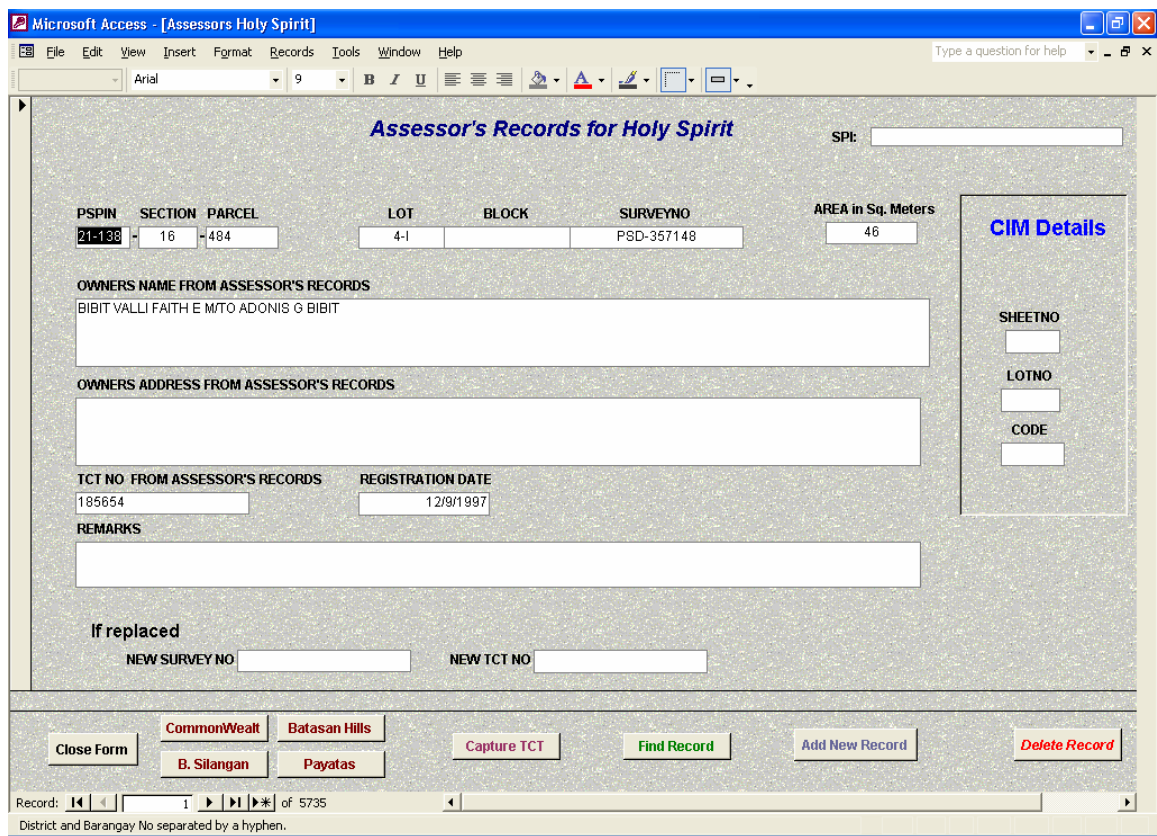 Microsoft Access - [Assessors Holy Spirit]
File Edit View Insert Format Records Tools Window Help
Type a question for help
Arial 9 B I U A
Assessor's Records for Holy Spirit
SPI:
PSPIN SECTION PARCEL LOT BLOCK SURVEYNO AREA in Sq. Meters
21-138 - 16 - 484 4-I PSD-357148 46
CIM Details
OWNERS NAME FROM ASSESSOR'S RECORDS
BIBIT VALLI FAITH E M/TO ADONIS G BIBIT
SHEETNO
OWNERS ADDRESS FROM ASSESSOR'S RECORDS
LOTNO
CODE
TCT NO FROM ASSESSOR'S RECORDS REGISTRATION DATE
185654 12/9/1997
REMARKS
If replaced
NEW SURVEY NO NEW TCT NO
Close Form
CommonWealt Batasan Hills
B. Silangan Payatas
Capture TCT Find Record Add New Record Delete Record
Record: 1 of 5735
District and Barangay No separated by a hyphen.